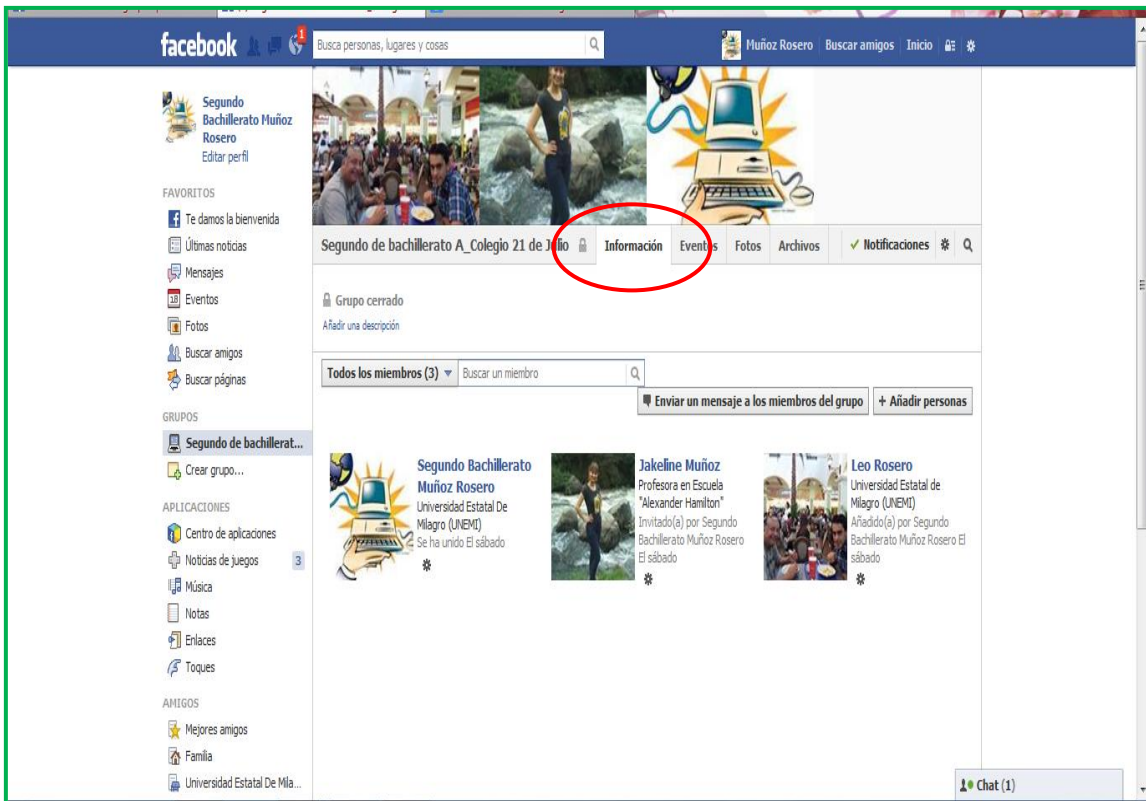 facebook
1
Busca personas, lugares y cosas
Muñoz Rosero Buscar amigos Inicio
Segundo
Bachillerato Muñoz
Rosero
Editar perfil
FAVORITOS
Te damos la bienvenida
Últimas noticias
Mensajes
18 Eventos
Fotos
Buscar amigos
Buscar páginas
GRUPOS
Segundo de bachillerat...
Crear grupo...
APLICACIONES
Centro de aplicaciones
Noticias de juegos 3
Música
Notas
Enlaces
Toques
AMIGOS
Mejores amigos
Familia
Universidad Estatal De Mila...
Segundo de bachillerato A_Colegio 21 de Julio Información Eventos Fotos Archivos ✓ Notificaciones
Grupo cerrado
Añadir una descripción
Todos los miembros (3) Buscar un miembro
Enviar un mensaje a los miembros del grupo + Añadir personas
Segundo Bachillerato
Muñoz Rosero
Universidad Estatal De
Milagro (UNEMI)
Se ha unido El sábado
Jakeline Muñoz
Profesora en Escuela
"Alexander Hamilton"
Invitado(a) por Segundo
Bachillerato Muñoz Rosero
El sábado
Leo Rosero
Universidad Estatal de
Milagro (UNEMI)
Añadido(a) por Segundo
Bachillerato Muñoz Rosero El
sábado
Chat (1)